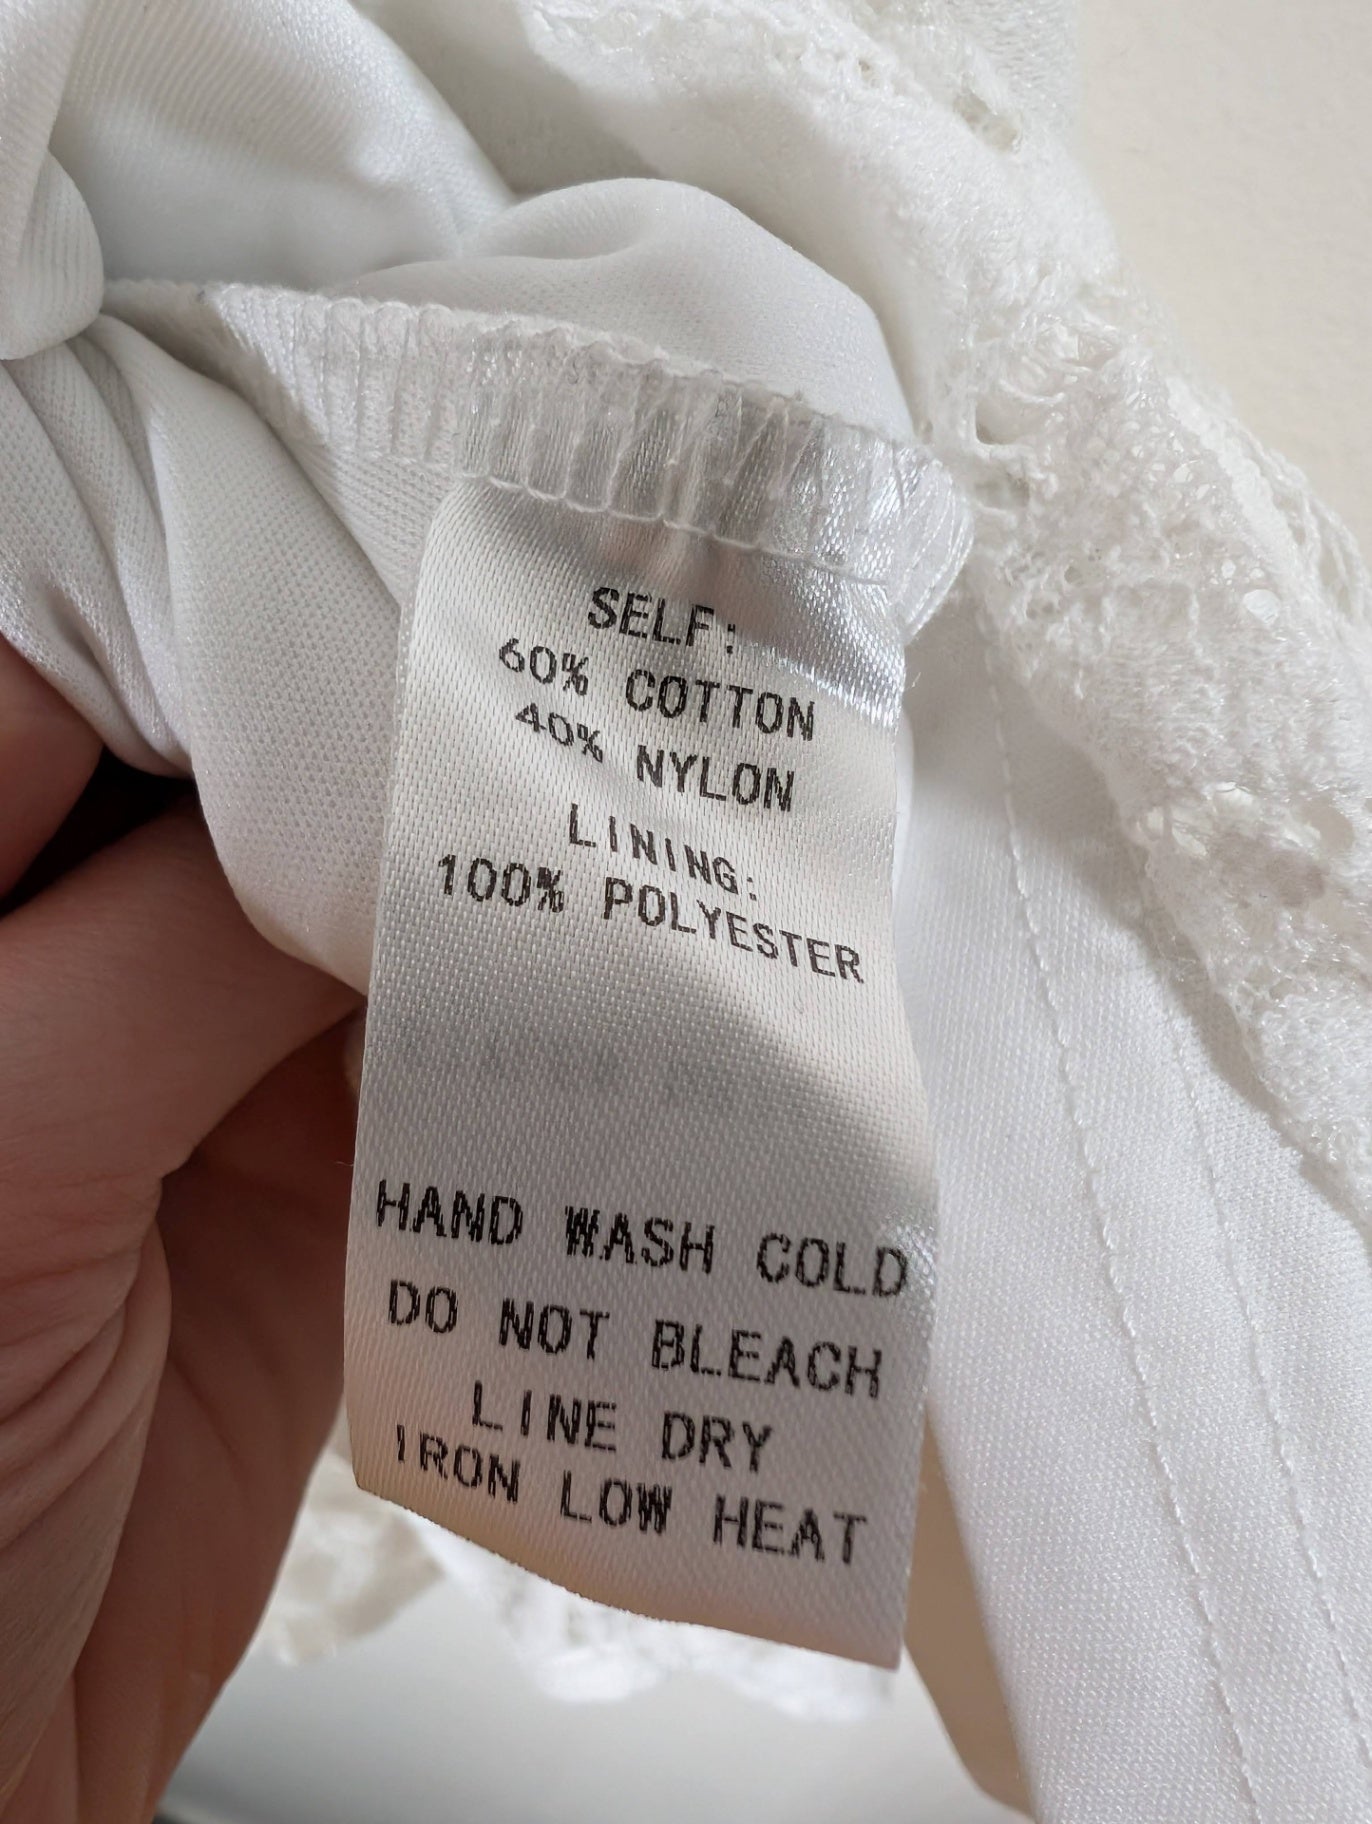 SELF:
60% COTTON
40% NYLON
LINING:
100% POLYESTER
HAND WASH COLD
DO NOT BLEACH
LINE DRY
IRON LOW HEAT